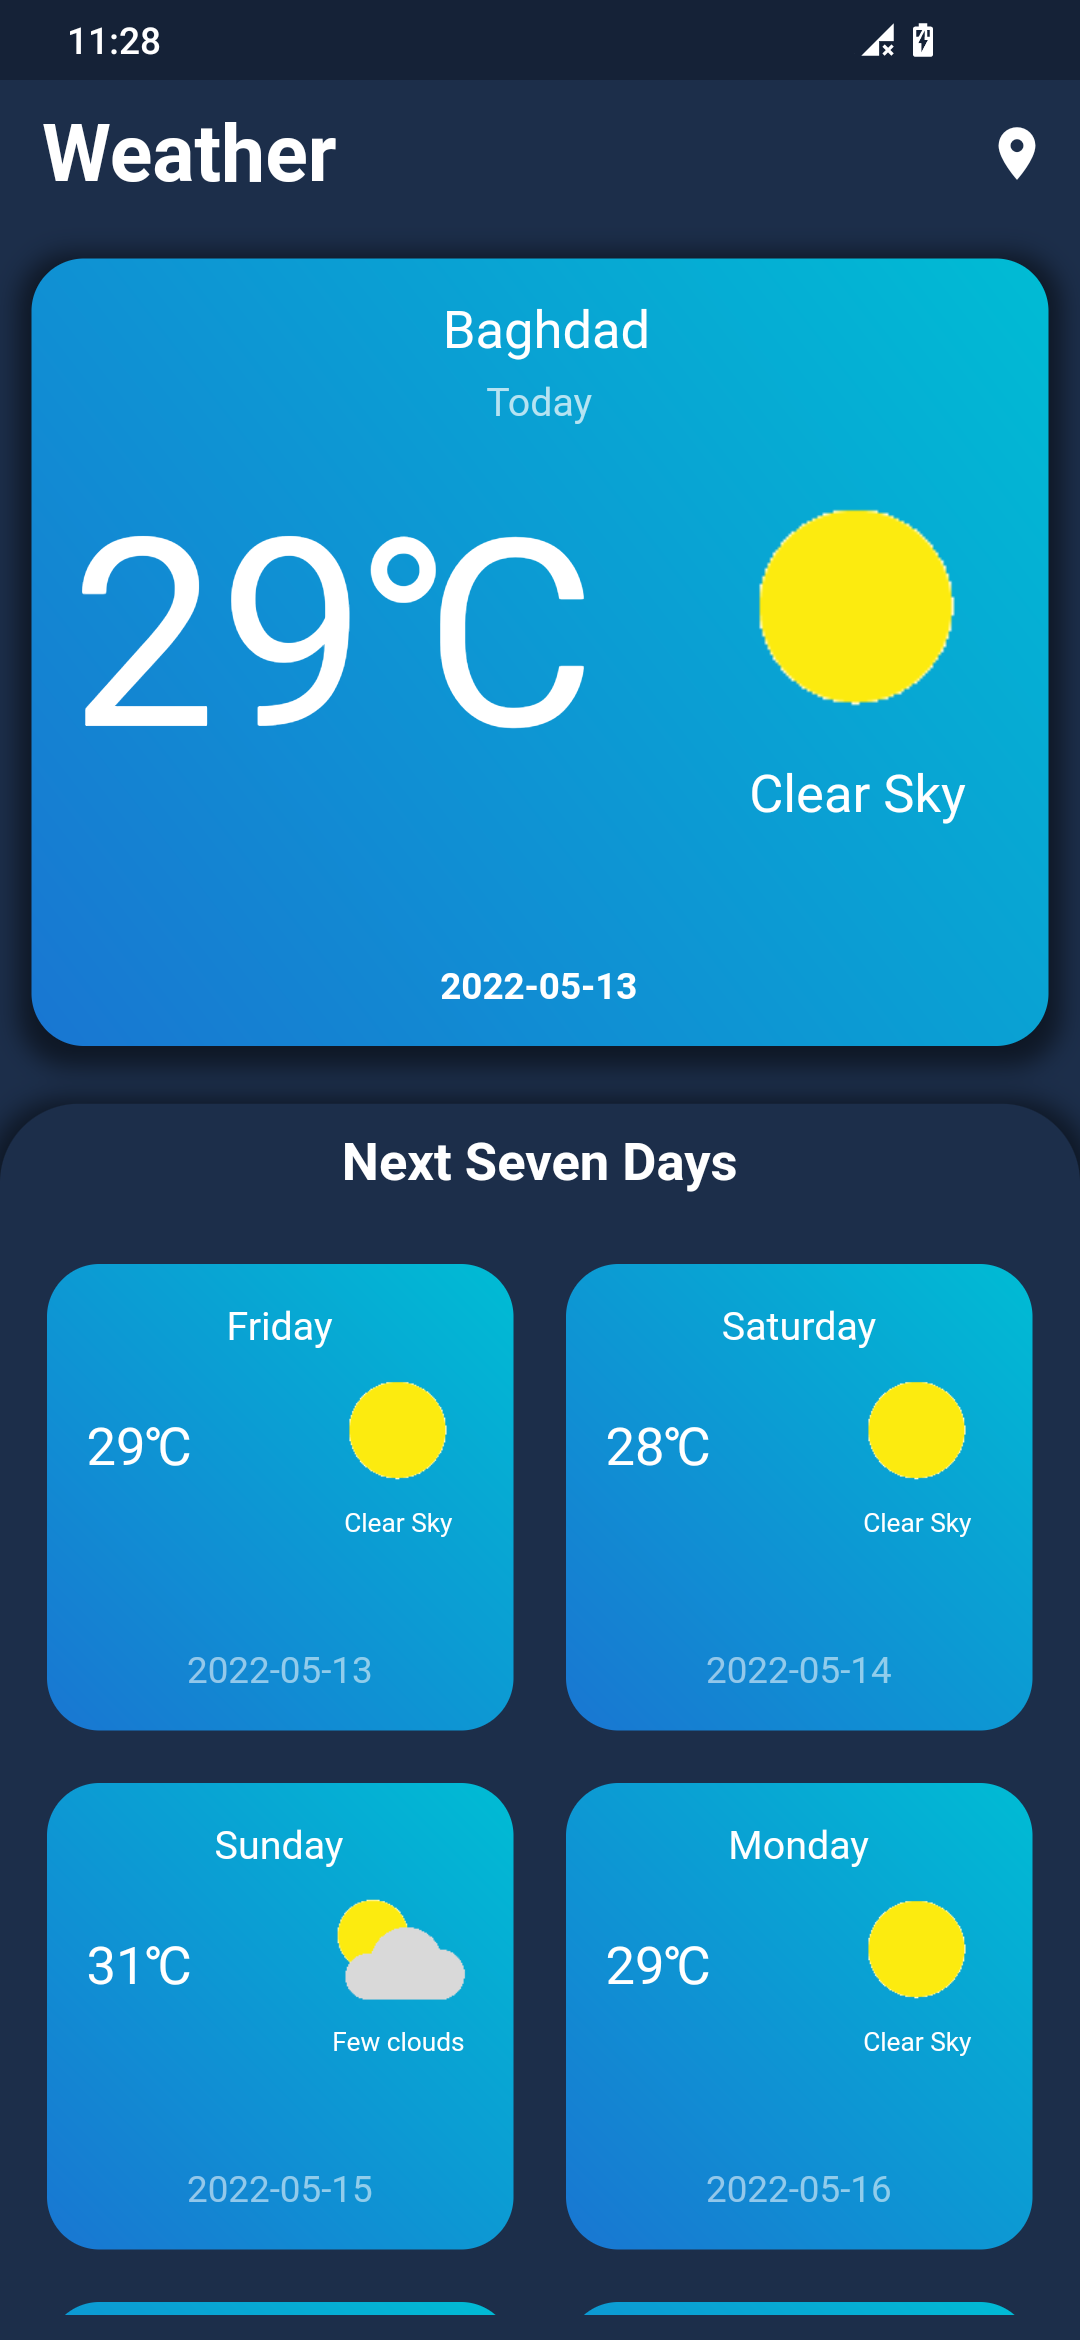 11:28
Weather
Baghdad
Today
29℃
Clear Sky
2022-05-13
Next Seven Days
Friday
29℃
Clear Sky
2022-05-13
Saturday
28℃
Clear Sky
2022-05-14
Sunday
31℃
Few clouds
2022-05-15
Monday
29℃
Clear Sky
2022-05-16